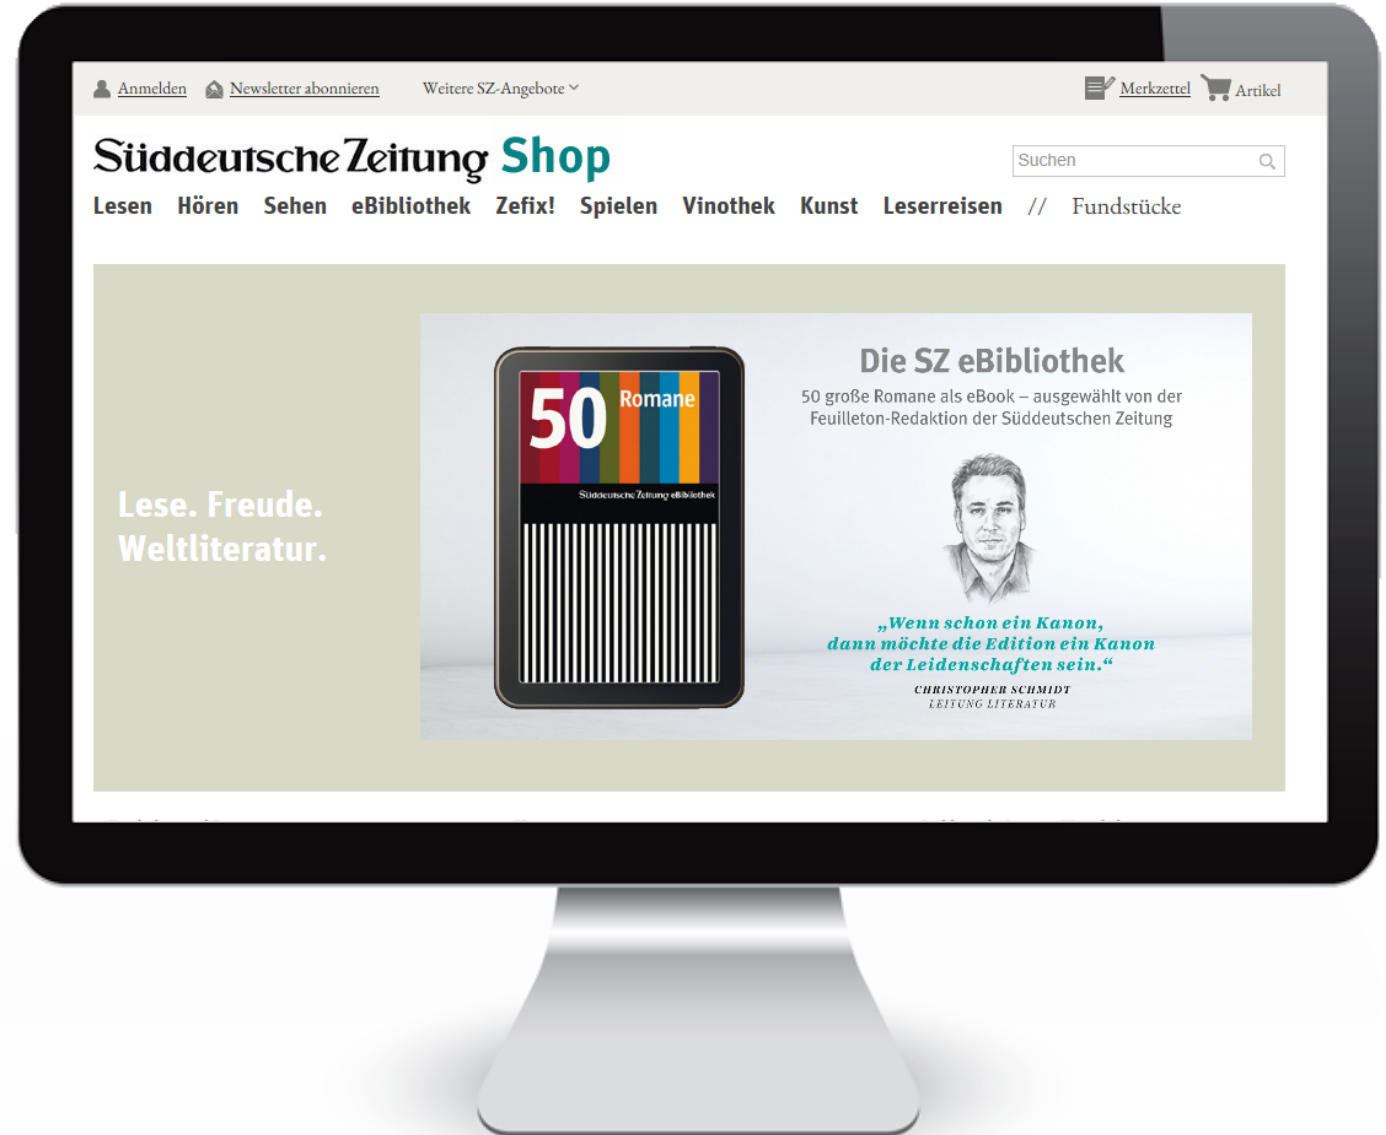 Anmelden Newsletter abonnieren Weitere SZ-Angebote Merkzettel Artikel
Süddeutsche Zeitung Shop
Suchen
Lesen Hören Sehen eBibliothek Zefix! Spielen Vinothek Kunst Leserreisen // Fundstücke
Lese. Freude.
Weltliteratur.
50 Romane
Süddeutsche Zeitung eBibliothek
Die SZ eBibliothek
50 große Romane als eBook – ausgewählt von der
Feuilleton-Redaktion der Süddeutschen Zeitung
„Wenn schon ein Kanon,
dann möchte die Edition ein Kanon
der Leidenschaften sein.“
CHRISTOPHER SCHMIDT
LEITUNG LITERATUR